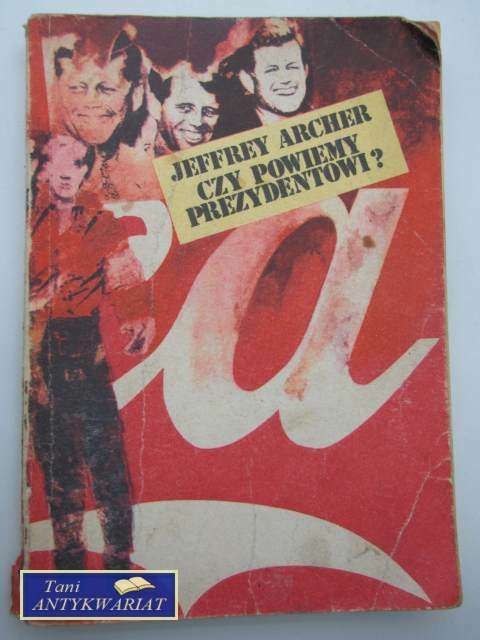 JEFFREY ARCHER
CZY POWIEMY
PREZYDENTOWI?
a
Tani
ANTYKWARIAT